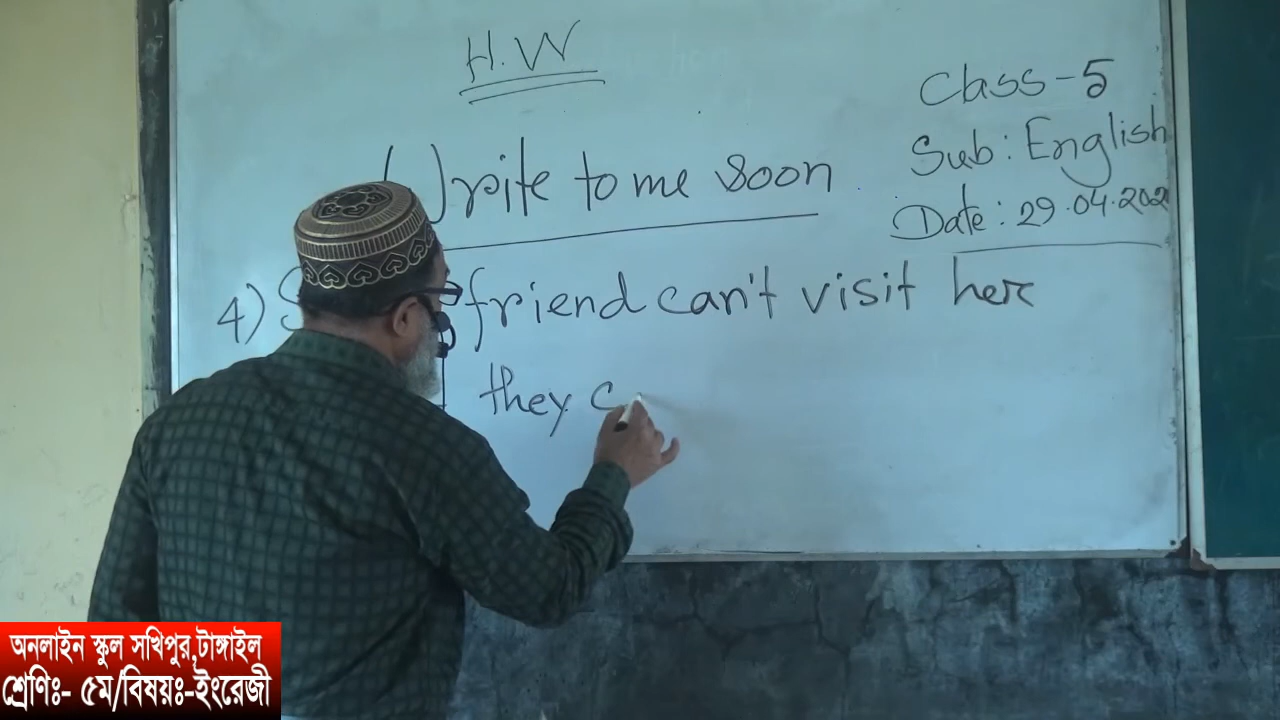 H.W
Class-5
Sub: English
Date: 29.04.202
Write to me soon
4) friend can't visit her
they c
অনলাইন স্কুল সখিপুর,টাঙ্গাইল
শ্রেণিঃ- ৫ম/বিষয়ঃ-ইংরেজী